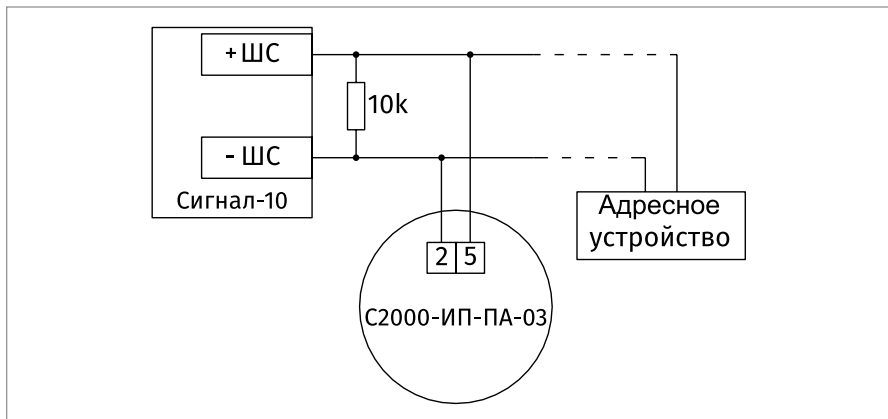 + ШС
10k
- ШС
Сигнал-10
Адресное
устройство
2 5
С2000-ИП-ПА-03